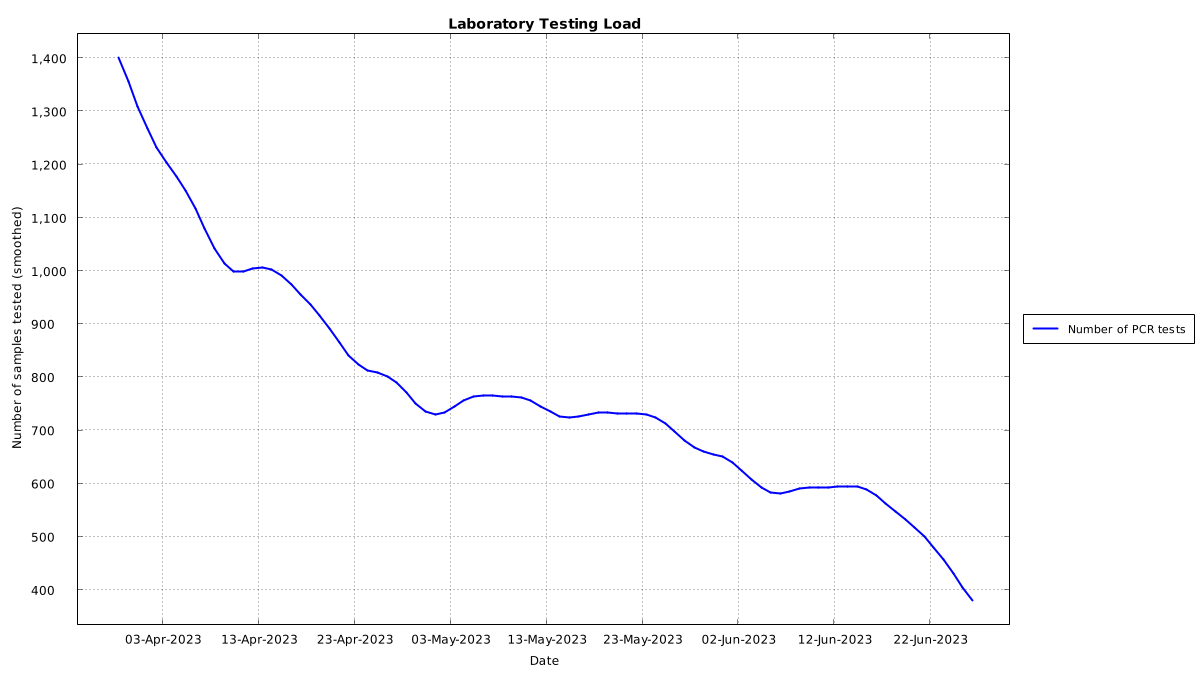 Laboratory Testing Load
1,400
1,300
1,200
1,100
1,000
900
800
700
600
500
400
Number of samples tested (smoothed)
03-Apr-2023 13-Apr-2023 23-Apr-2023 03-May-2023 13-May-2023 23-May-2023 02-Jun-2023 12-Jun-2023 22-Jun-2023
Date
Number of PCR tests